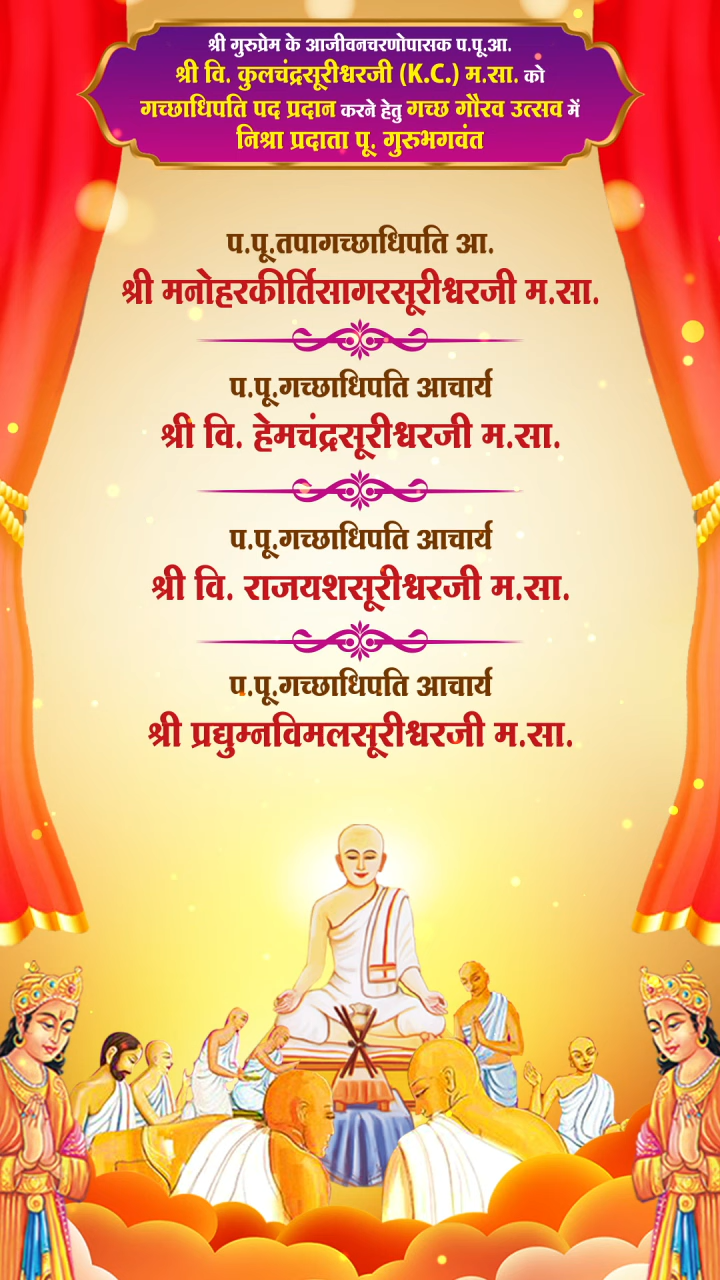 श्री गुरुप्रेम के आजीवनचरणोपासक प.पू.आ.
श्री वि. कुलचंद्रसूरीश्वरजी (K.C.) म.सा. को
गच्छाधिपति पद प्रदान करने हेतु गच्छ गौरव उत्सव में
निश्रा प्रदाता पू. गुरुभगवंत
प.पू.तपागच्छाधिपति आ.
श्री मनोहरकीर्तिसागरसूरीश्वरजी म.सा.
प.पू.गच्छाधिपति आचार्य
श्री वि. हेमचंद्रसूरीश्वरजी म.सा.
प.पू.गच्छाधिपति आचार्य
श्री वि. राजयशसूरीश्वरजी म.सा.
प.पू.गच्छाधिपति आचार्य
श्री प्रद्युम्नविमलसूरीश्वरजी म.सा.